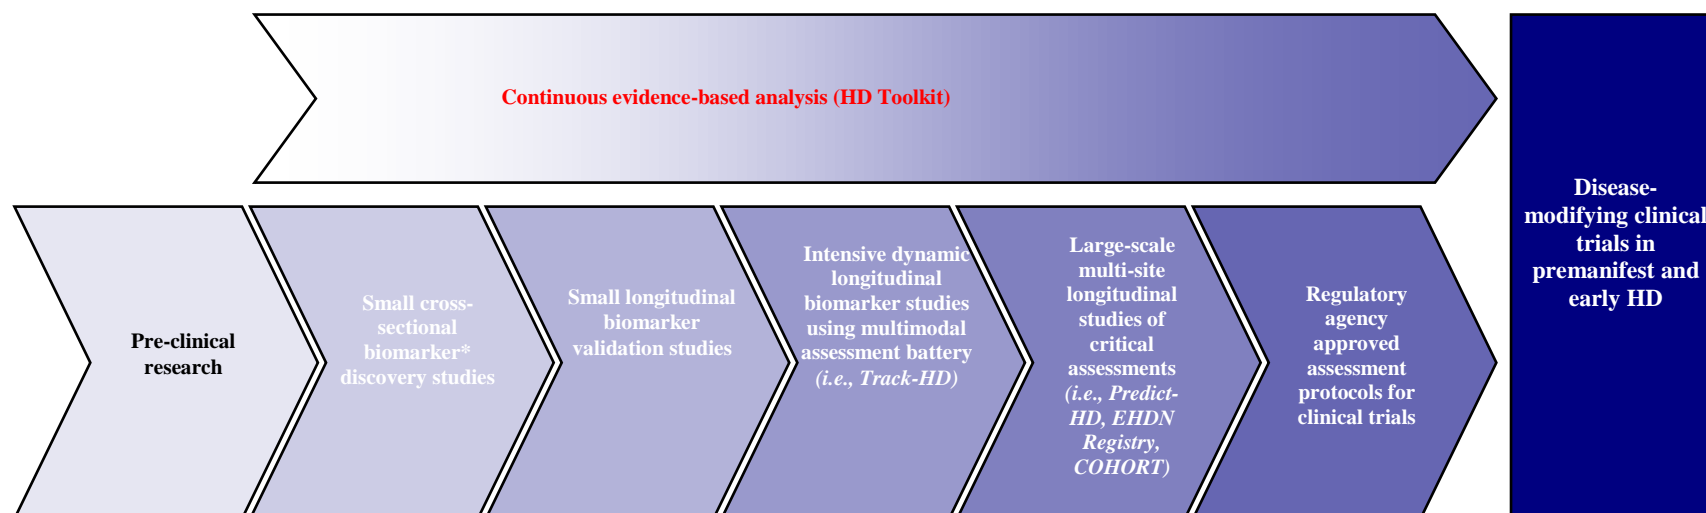 Continuous evidence-based analysis (HD Toolkit)
Pre-clinical
research
Small cross-
sectional
biomarker*
discovery studies
Small longitudinal
biomarker
validation studies
Intensive dynamic
longitudinal
biomarker studies
using multimodal
assessment battery
(i.e., Track-HD)
Large-scale
multi-site
longitudinal
studies of
critical
assessments
(i.e., Predict-
HD, EHDN
Registry,
COHORT)
Regulatory
agency
approved
assessment
protocols for
clinical trials
Disease-
modifying clinical
trials in
premanifest and
early HD